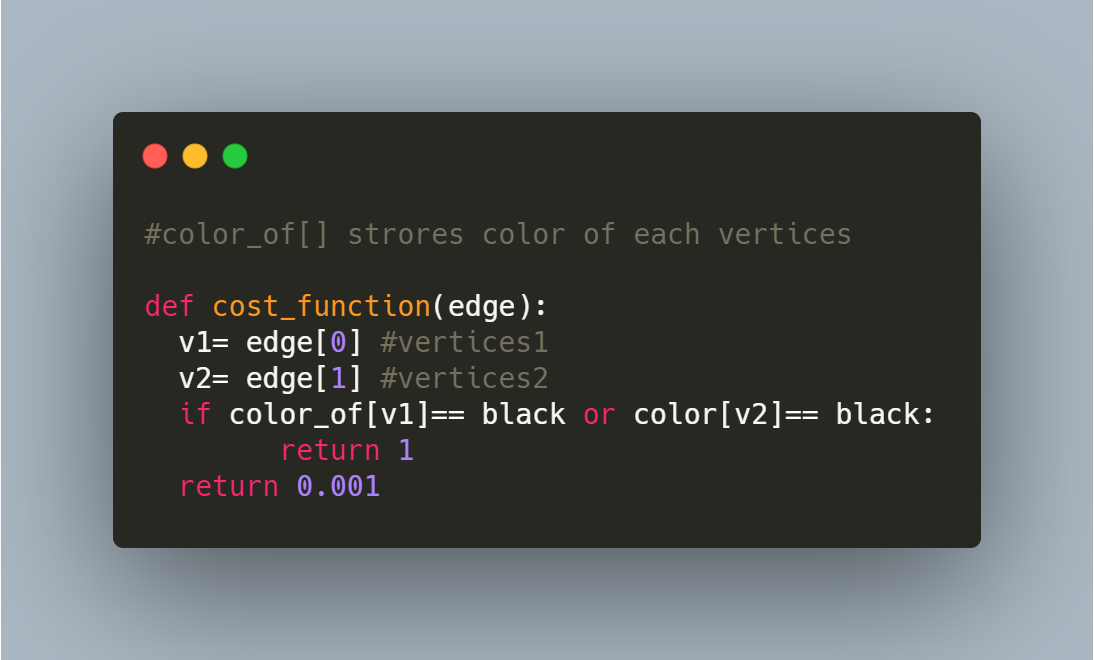 #color_of[] strores color of each vertices
def cost_function(edge):
v1= edge[0] #vertices1
v2= edge[1] #vertices2
if color_of[v1]== black or color[v2]== black:
return 1
return 0.001